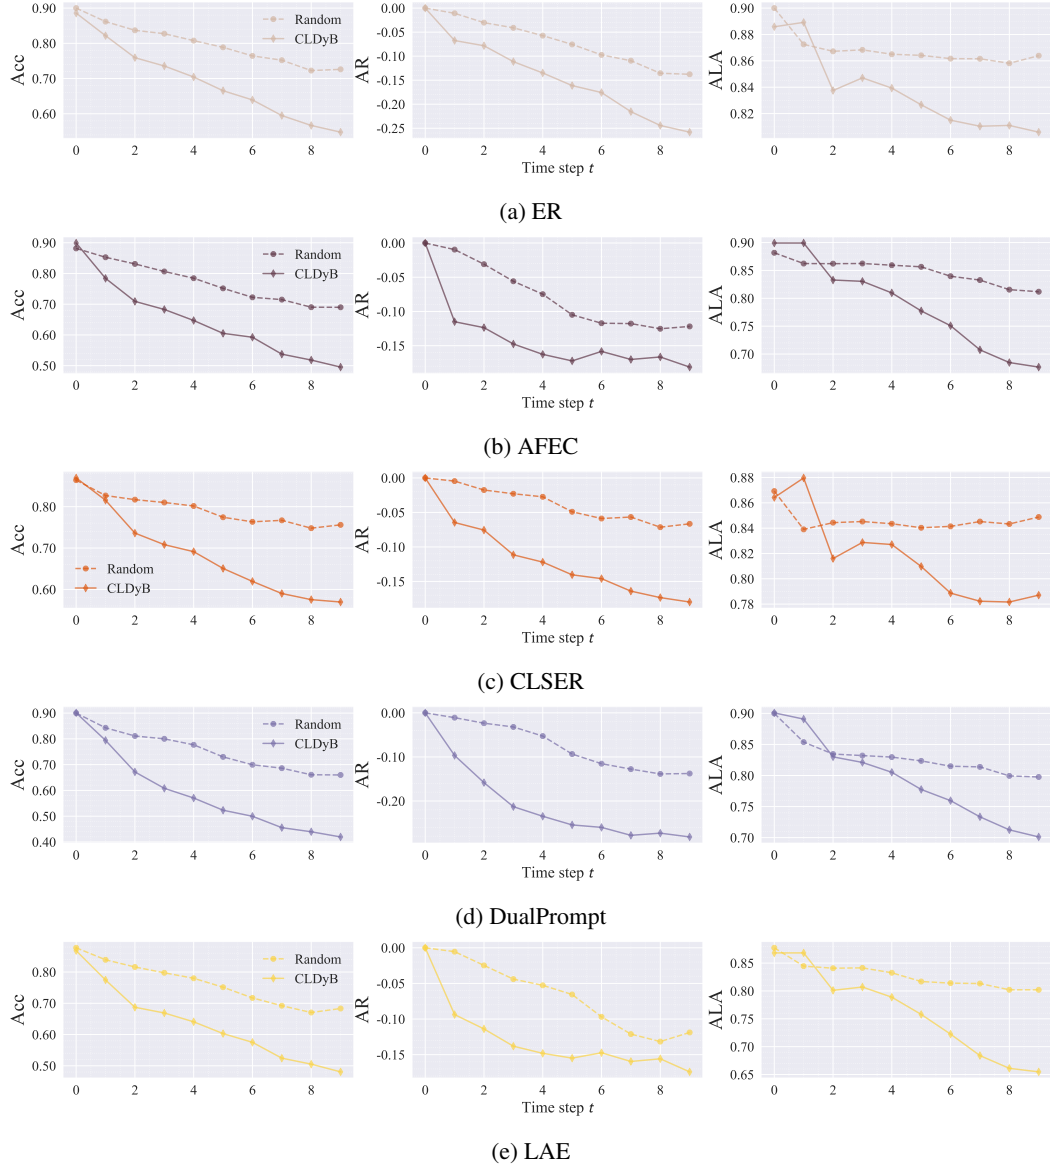 Acc
0.90
0.80
0.70
0.60
Random
CLDyB
0 2 4 6 8
AR
0.00
-0.05
-0.10
-0.15
-0.20
-0.25
0 2 4 6 8
Time step t
ALA
0.90
0.88
0.86
0.84
0.82
0 2 4 6 8
(a) ER
Acc
0.90
0.80
0.70
0.60
0.50
Random
CLDyB
0 2 4 6 8
AR
0.00
-0.05
-0.10
-0.15
0 2 4 6 8
Time step t
ALA
0.90
0.85
0.80
0.75
0.70
0 2 4 6 8
(b) AFEC
Acc
0.80
0.70
0.60
Random
CLDyB
0 2 4 6 8
AR
0.00
-0.05
-0.10
-0.15
0 2 4 6 8
Time step t
ALA
0.88
0.86
0.84
0.82
0.80
0.78
0 2 4 6 8
(c) CLSER
Acc
0.90
0.80
0.70
0.60
0.50
0.40
Random
CLDyB
0 2 4 6 8
AR
0.00
-0.10
-0.20
0 2 4 6 8
Time step t
ALA
0.90
0.85
0.80
0.75
0.70
0 2 4 6 8
(d) DualPrompt
Acc
0.80
0.70
0.60
0.50
Random
CLDyB
0 2 4 6 8
AR
0.00
-0.05
-0.10
-0.15
0 2 4 6 8
Time step t
ALA
0.85
0.80
0.75
0.70
0.65
0 2 4 6 8
(e) LAE